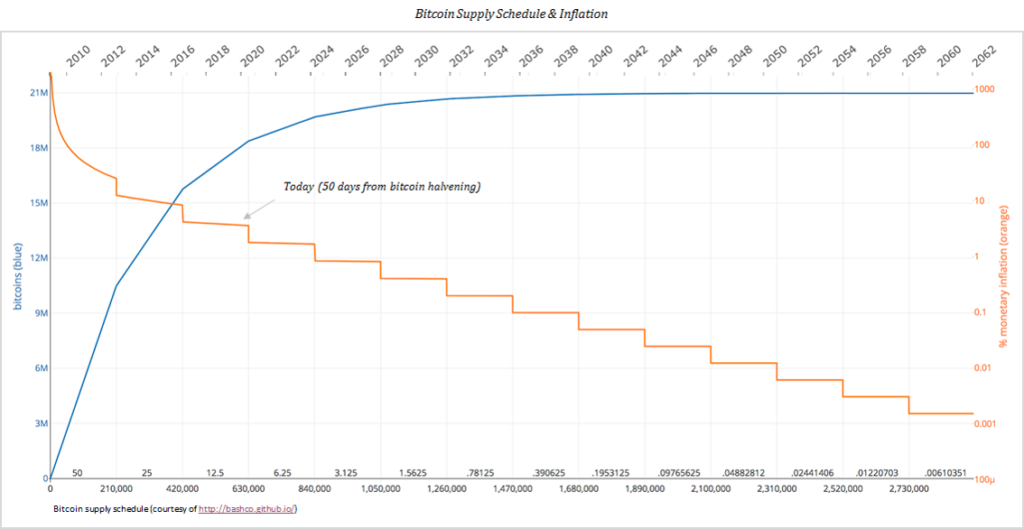 Bitcoin Supply Schedule & Inflation
2010 2012 2014 2016 2018 2020 2022 2024 2026 2028 2030 2032 2034 2036 2038 2040 2042 2044 2046 2048 2050 2052 2054 2056 2058 2060 2062
21M
18M
15M
12M
9M
6M
3M
0
bitcoins (blue)
Today (50 days from bitcoin halvening)
1000
100
10
1
0.1
0.01
0.001
100µ
% monetary inflation (orange)
50 25 12.5 6.25 3.125 1.5625 .78125 .390625 .1953125 .09765625 .04882812 .02441406 .01220703 .00610351
0 210,000 420,000 630,000 840,000 1,050,000 1,260,000 1,470,000 1,680,000 1,890,000 2,100,000 2,310,000 2,520,000 2,730,000
Bitcoin supply schedule (courtesy of http://bashco.github.io/)